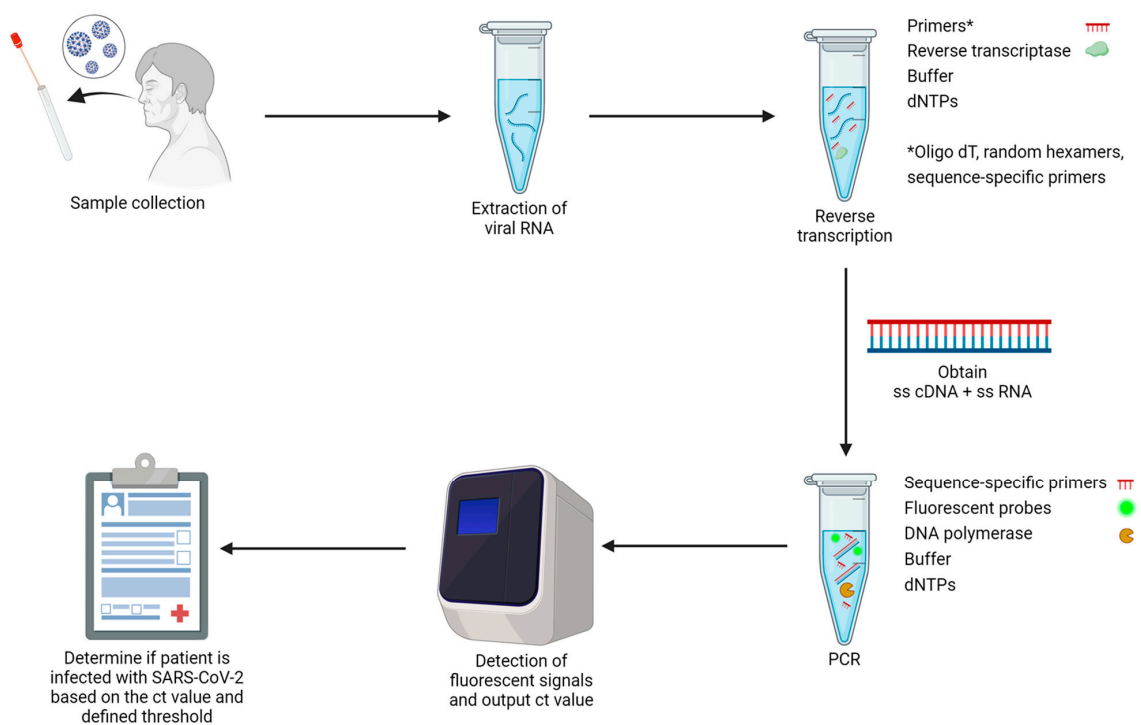 Sample collection
Extraction of
viral RNA
Reverse
transcription
Primers*
Reverse transcriptase
Buffer
dNTPs
*Oligo dT, random hexamers,
sequence-specific primers
Obtain
ss cDNA + ss RNA
Sequence-specific primers
Fluorescent probes
DNA polymerase
Buffer
dNTPs
PCR
Detection of
fluorescent signals
and output ct value
Determine if patient is
infected with SARS-CoV-2
based on the ct value and
defined threshold